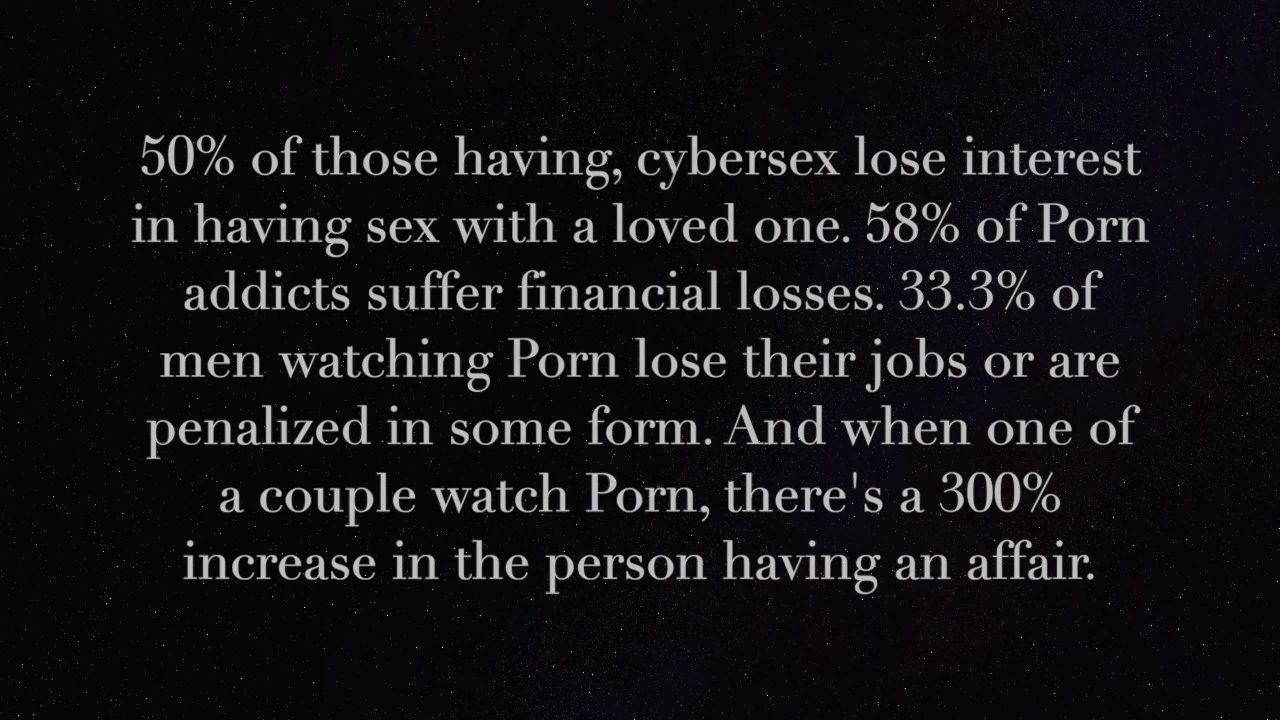 50% of those having, cybersex lose interest
in having sex with a loved one. 58% of Porn
addicts suffer financial losses. 33.3% of
men watching Porn lose their jobs or are
penalized in some form. And when one of
a couple watch Porn, there's a 300%
increase in the person having an affair.